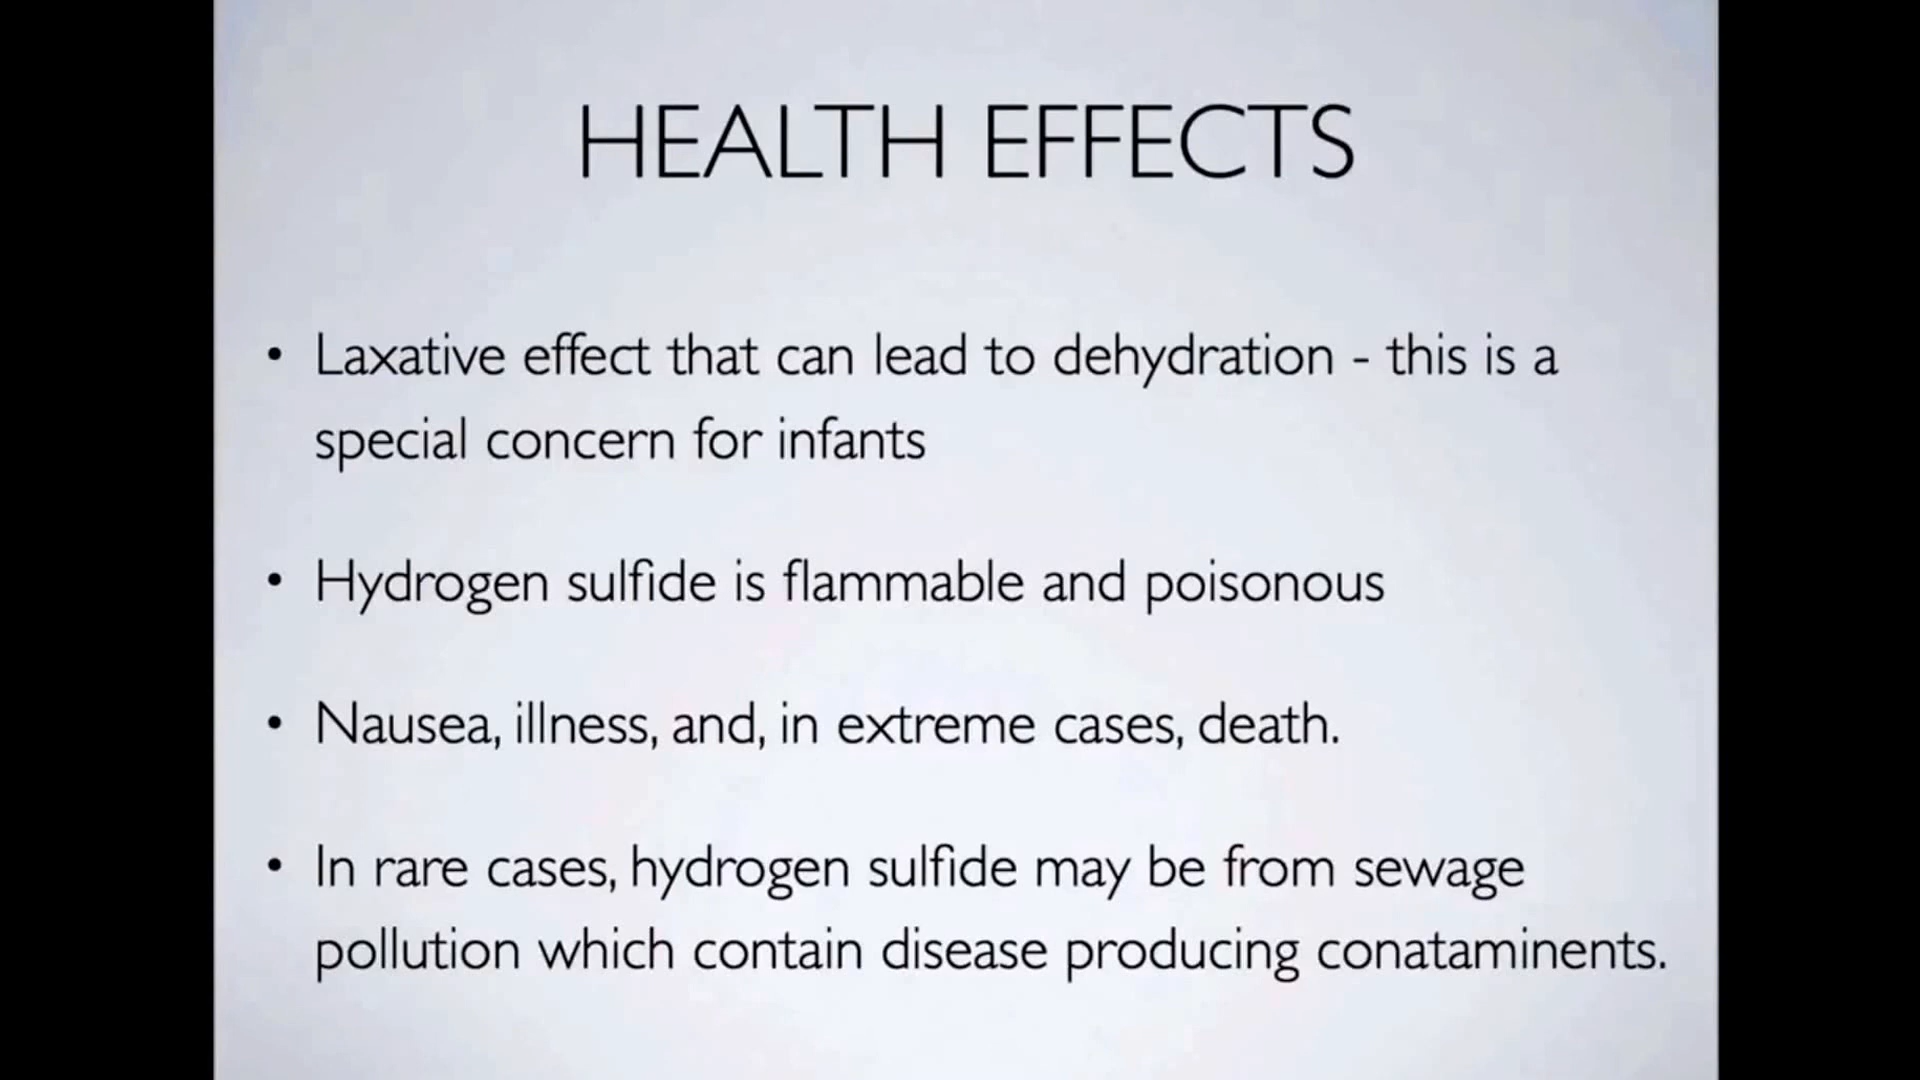 HEALTH EFFECTS
• Laxative effect that can lead to dehydration - this is a
special concern for infants
• Hydrogen sulfide is flammable and poisonous
• Nausea, illness, and, in extreme cases, death.
• In rare cases, hydrogen sulfide may be from sewage
pollution which contain disease producing conataminents.